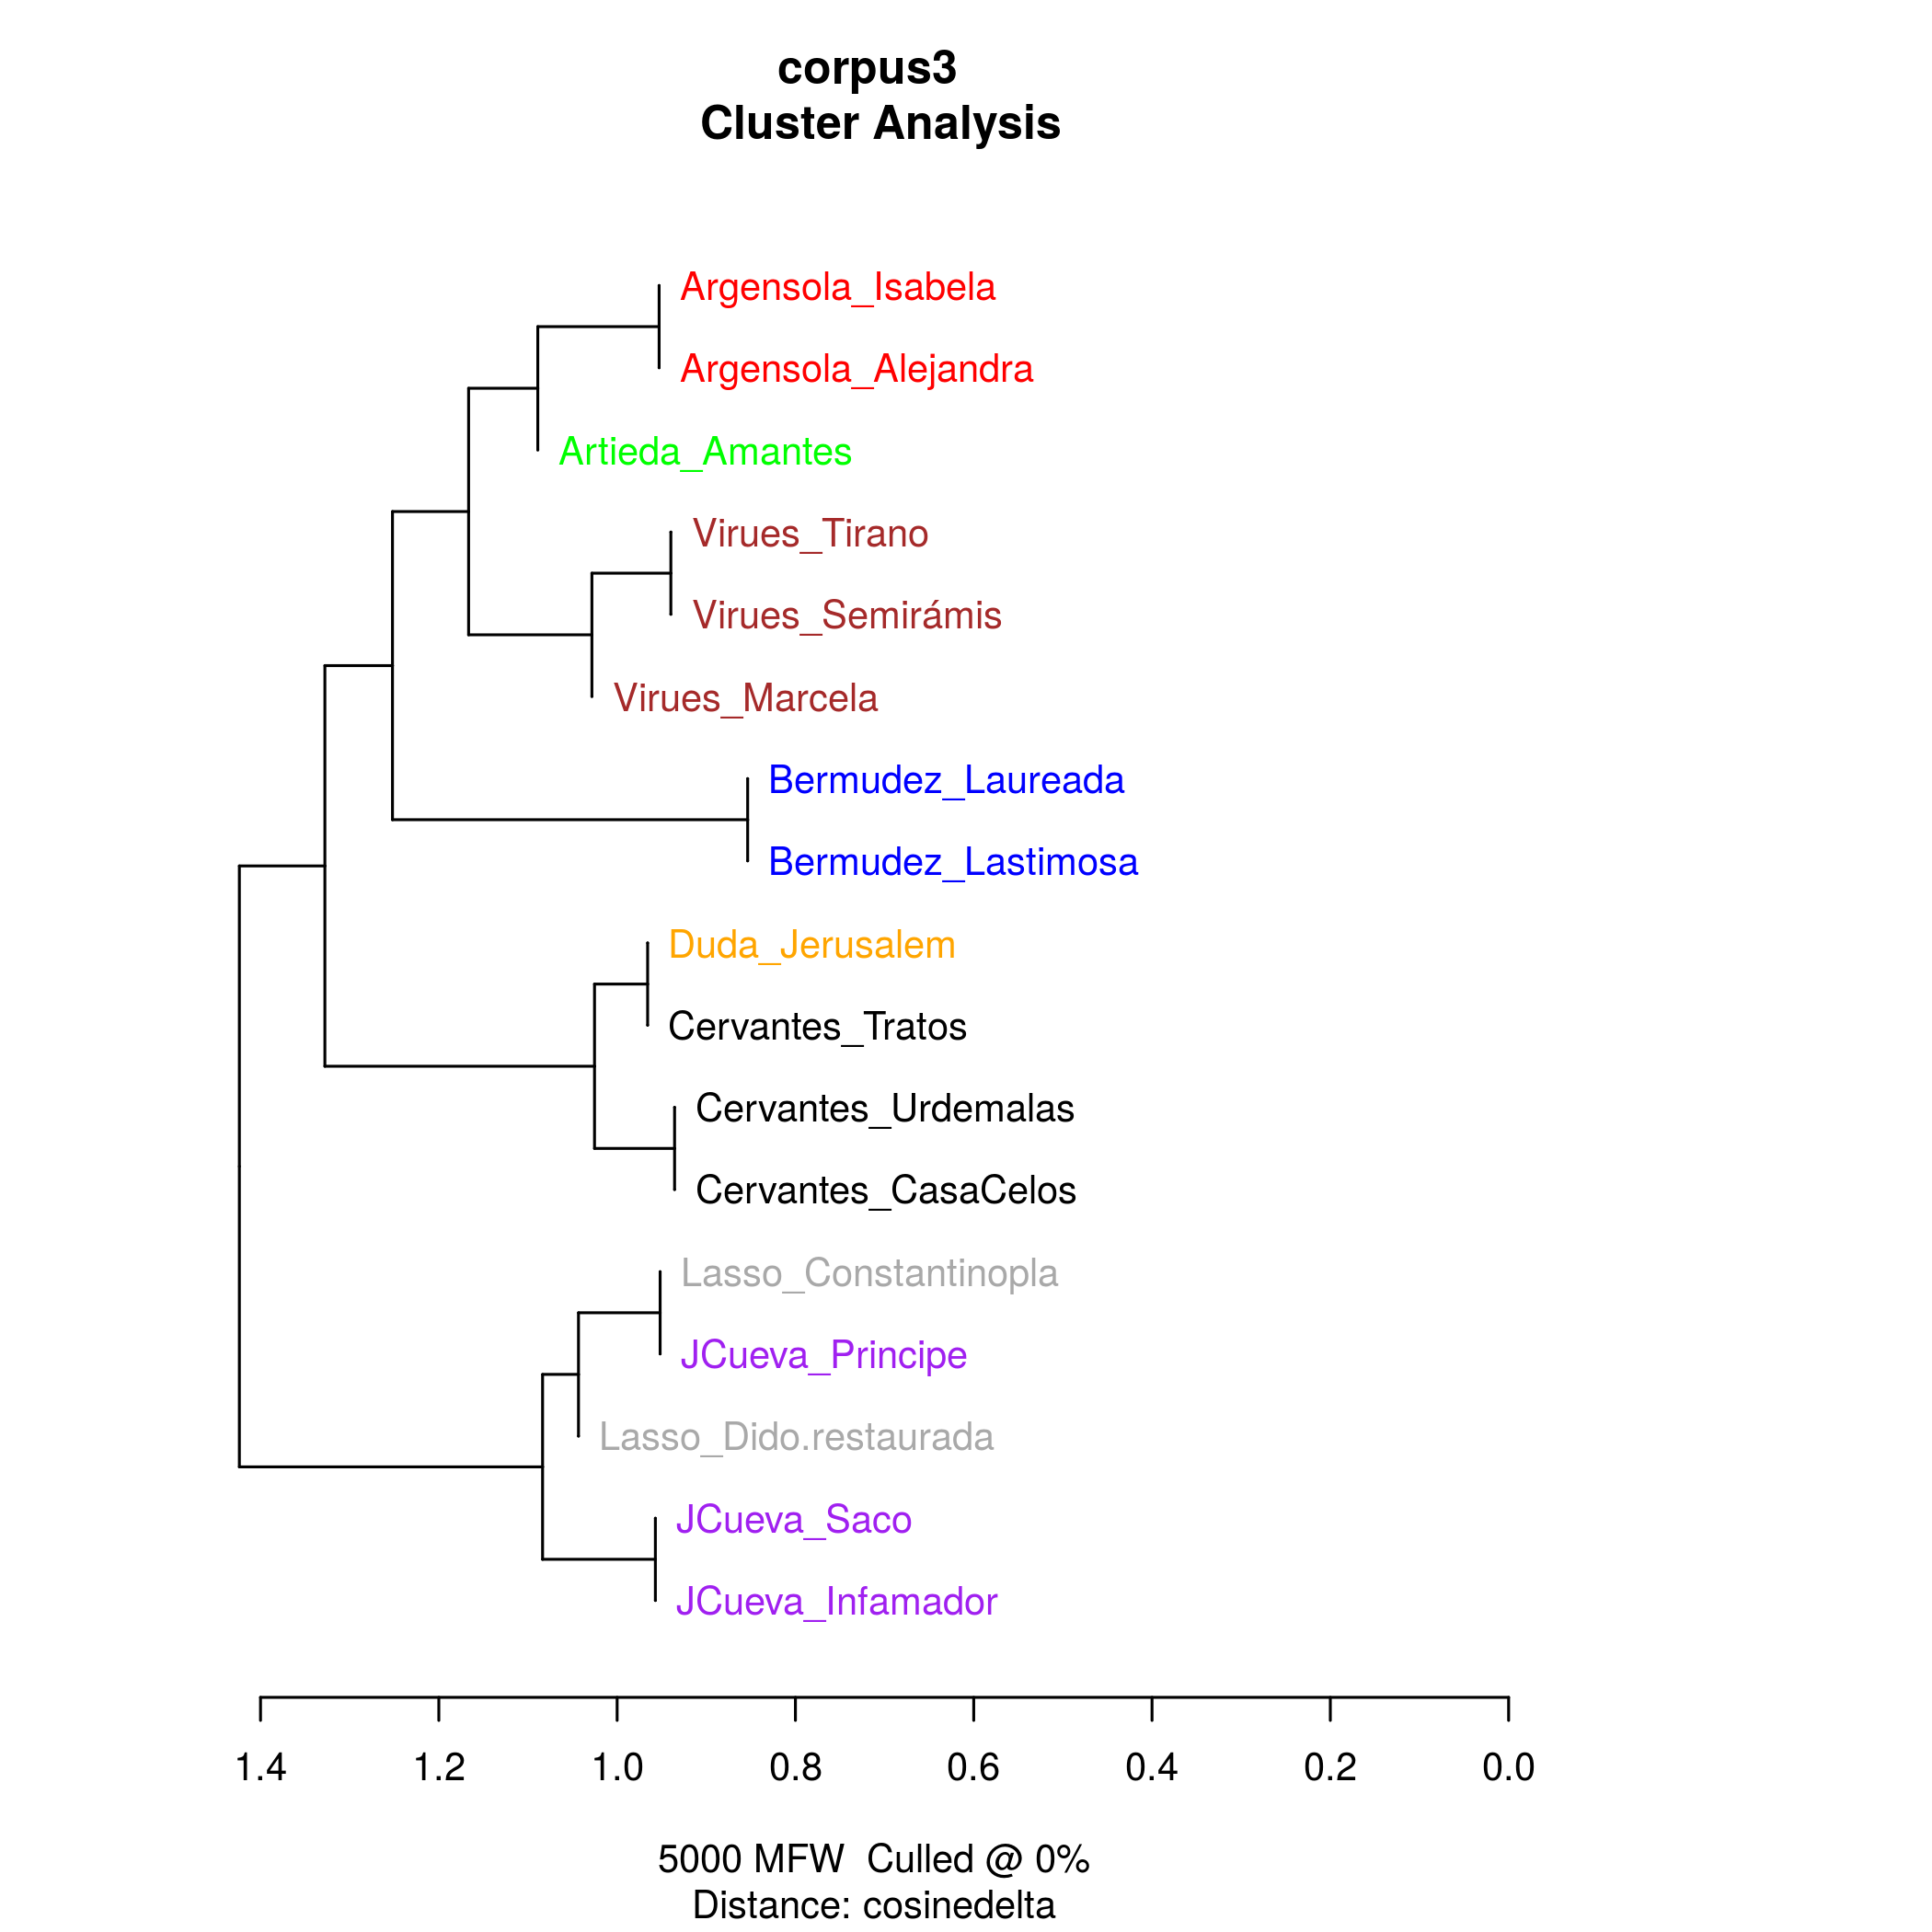 corpus3
Cluster Analysis
Argensola_Isabela
Argensola_Alejandra
Artieda_Amantes
Virues_Tirano
Virues_Semirámis
Virues_Marcela
Bermudez_Laureada
Bermudez_Lastimosa
Duda_Jerusalem
Cervantes_Tratos
Cervantes_Urdemalas
Cervantes_CasaCelos
Lasso_Constantinopla
JCueva_Principe
Lasso_Dido.restaurada
JCueva_Saco
JCueva_Infamador
1.4 1.2 1.0 0.8 0.6 0.4 0.2 0.0
5000 MFW  Culled @ 0%
Distance: cosinedelta